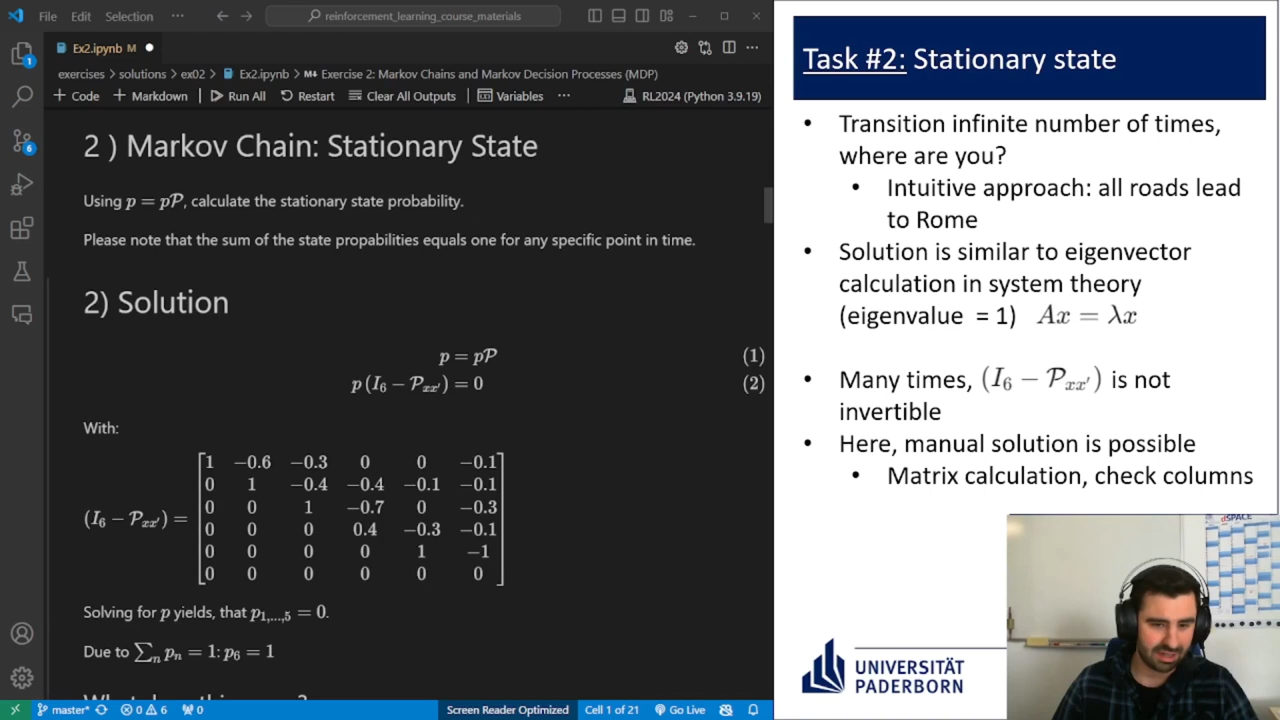 File Edit Selection ··· reinforcement_learning_course_materials
Ex2.ipynb M
exercises > solutions > ex02 > Ex2.ipynb > Exercise 2: Markov Chains and Markov Decision Processes (MDP)
+ Code + Markdown Run All Restart Clear All Outputs Variables ··· RL2024 (Python 3.9.19)
2 ) Markov Chain: Stationary State
Using p = p𝒫, calculate the stationary state probability.
Please note that the sum of the state propabilities equals one for any specific point in time.
2) Solution
p = p𝒫 (1)
p (I₆ − 𝒫ₓₓ′) = 0 (2)
With:
(I₆ − 𝒫ₓₓ′) =
1 −0.6 −0.3 0 0 −0.1
0 1 −0.4 −0.4 −0.1 −0.1
0 0 1 −0.7 0 −0.3
0 0 0 0.4 −0.3 −0.1
0 0 0 0 1 −1
0 0 0 0 0 0
Solving for p yields, that p₁,...,₅ = 0.
Due to ∑ₙ pₙ = 1: p₆ = 1
1
6
master* 0 6 0 Screen Reader Optimized Cell 1 of 21 Go Live
Task #2: Stationary state
• Transition infinite number of times,
where are you?
• Intuitive approach: all roads lead
to Rome
• Solution is similar to eigenvector
calculation in system theory
(eigenvalue = 1) Ax = λx
• Many times, (I₆ − 𝒫ₓₓ′) is not
invertible
• Here, manual solution is possible
• Matrix calculation, check columns
dSPACE
UNIVERSITÄT
PADERBORN